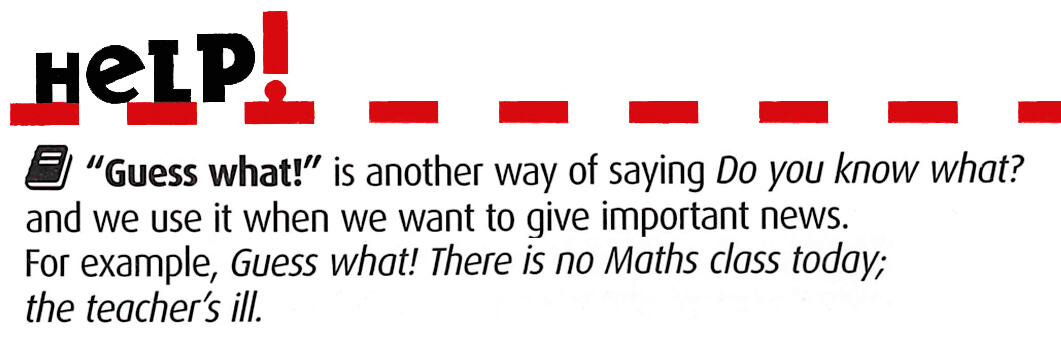 HeLP!
“Guess what!” is another way of saying Do you know what?
and we use it when we want to give important news.
For example, Guess what! There is no Maths class today;
the teacher’s ill.